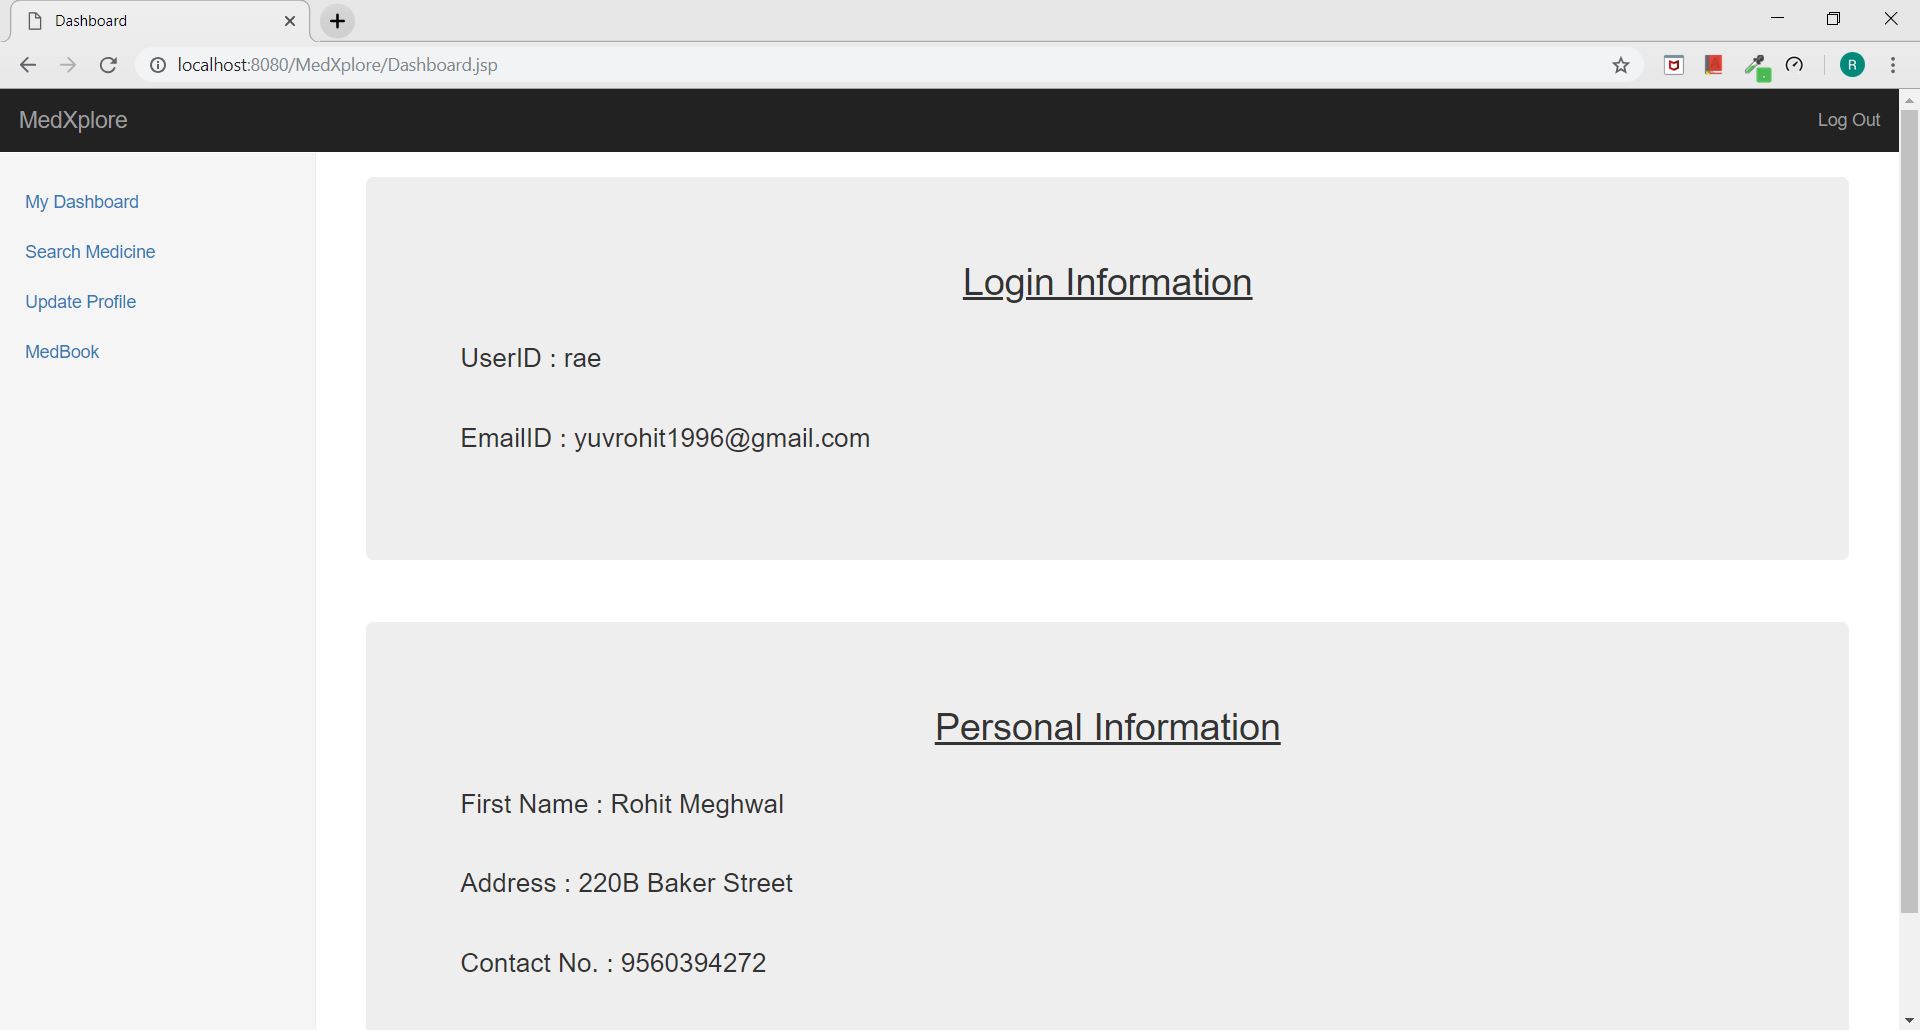 Dashboard
localhost:8080/MedXplore/Dashboard.jsp
R
MedXplore
Log Out
My Dashboard
Search Medicine
Update Profile
MedBook
Login Information
UserID : rae
EmailID : yuvrohit1996@gmail.com
Personal Information
First Name : Rohit Meghwal
Address : 220B Baker Street
Contact No. : 9560394272